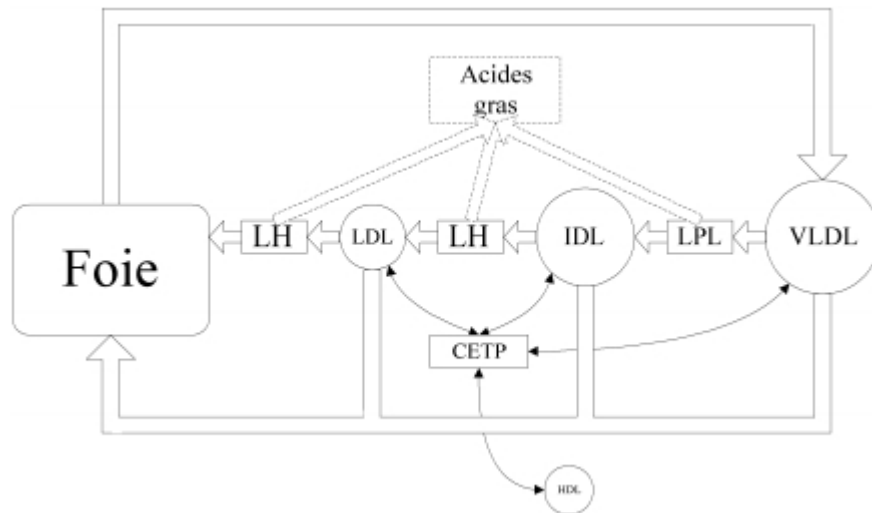 Acides
gras
Foie
LH
LDL
LH
IDL
LPL
VLDL
CETP
HDL